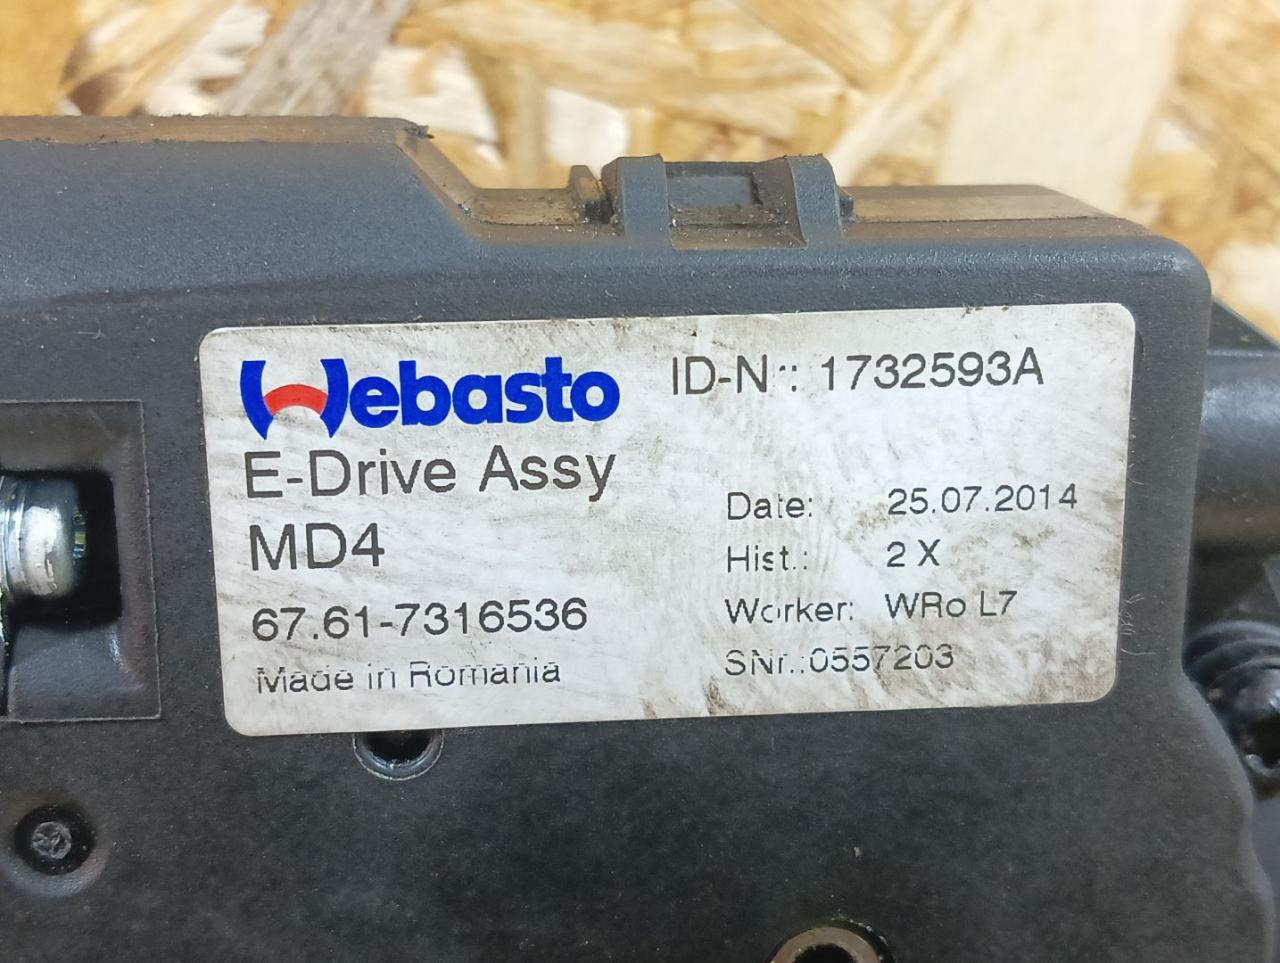 Webasto
ID-N.: 1732593A
E-Drive Assy
MD4
67.61-7316536
Made in Romania
Date: 25.07.2014
Hist.: 2 X
Worker: WRo L7
SNr.:0557203